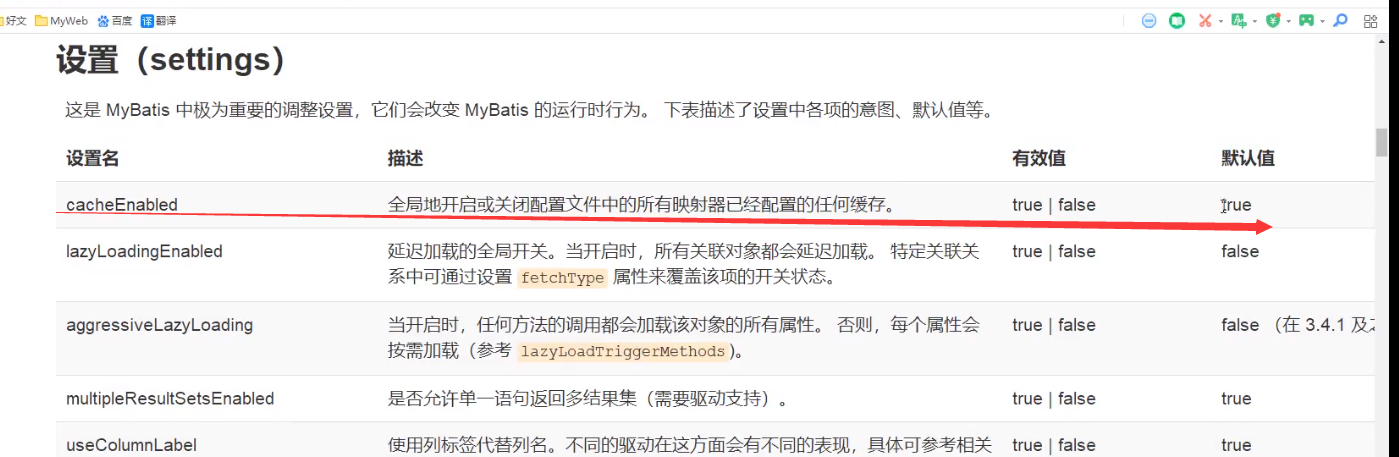 好文 MyWeb 百度 译 翻译
设置（settings）
这是 MyBatis 中极为重要的调整设置，它们会改变 MyBatis 的运行时行为。 下表描述了设置中各项的意图、默认值等。
设置名 描述 有效值 默认值
cacheEnabled 全局地开启或关闭配置文件中的所有映射器已经配置的任何缓存。 true | false true
lazyLoadingEnabled 延迟加载的全局开关。当开启时，所有关联对象都会延迟加载。 特定关联关 true | false false
系中可通过设置 fetchType 属性来覆盖该项的开关状态。
aggressiveLazyLoading 当开启时，任何方法的调用都会加载该对象的所有属性。 否则，每个属性会 true | false false （在 3.4.1 及
按需加载（参考 lazyLoadTriggerMethods)。
multipleResultSetsEnabled 是否允许单一语句返回多结果集（需要驱动支持）。 true | false true
useColumnLabel 使用列标签代替列名。不同的驱动在这方面会有不同的表现，具体可参考相关 true | false true